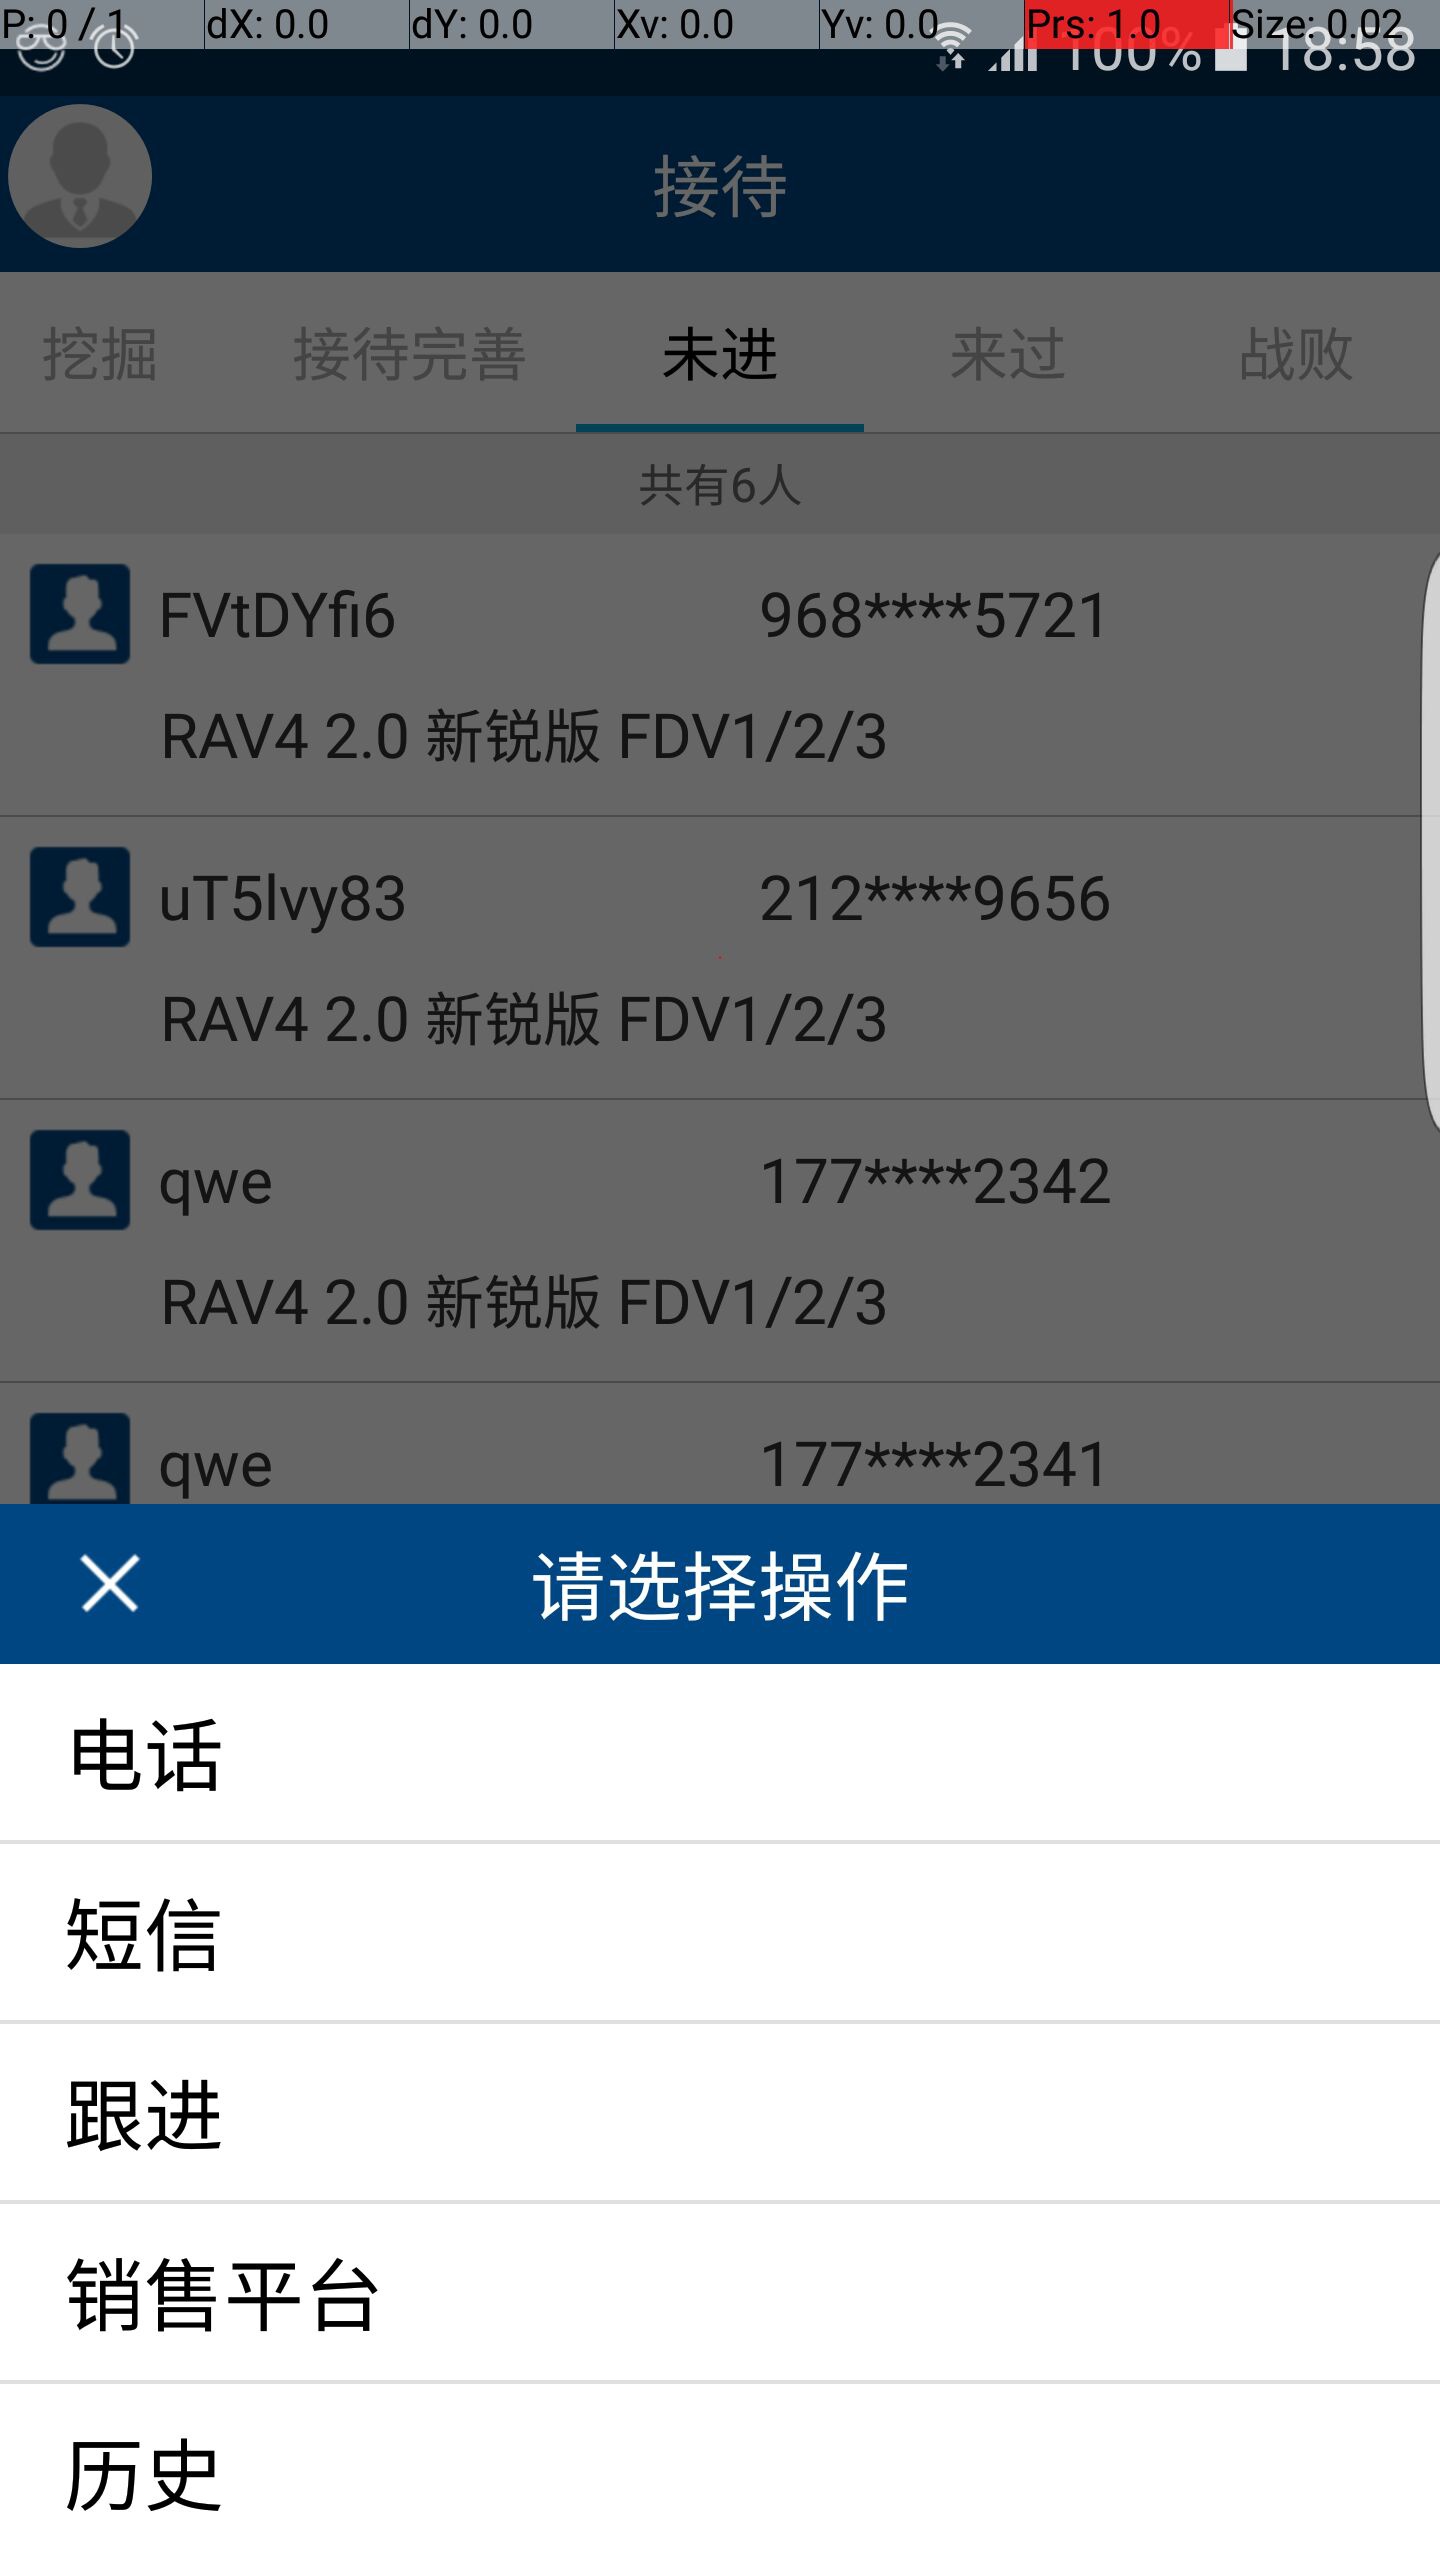 P: 0 / 1 dX: 0.0 dY: 0.0 Xv: 0.0 Yv: 0.0 Prs: 1.0 Size: 0.02
100% 18:58
接待
挖掘 接待完善 未进 来过 战败
共有6人
FVtDYfi6 968****5721
RAV4 2.0 新锐版 FDV1/2/3
uT5lvy83 212****9656
RAV4 2.0 新锐版 FDV1/2/3
qwe 177****2342
RAV4 2.0 新锐版 FDV1/2/3
qwe 177****2341
请选择操作
电话
短信
跟进
销售平台
历史